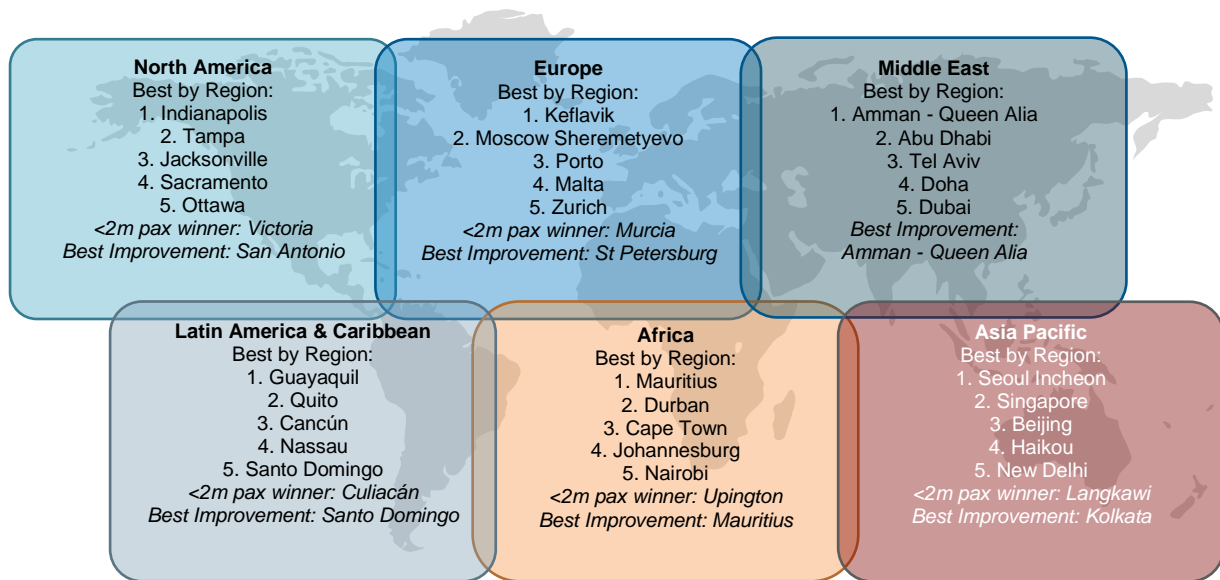 North America
Best by Region:
1. Indianapolis
2. Tampa
3. Jacksonville
4. Sacramento
5. Ottawa
<2m pax winner: Victoria
Best Improvement: San Antonio
Europe
Best by Region:
1. Keflavik
2. Moscow Sheremetyevo
3. Porto
4. Malta
5. Zurich
<2m pax winner: Murcia
Best Improvement: St Petersburg
Middle East
Best by Region:
1. Amman - Queen Alia
2. Abu Dhabi
3. Tel Aviv
4. Doha
5. Dubai
Best Improvement:
Amman - Queen Alia
Latin America & Caribbean
Best by Region:
1. Guayaquil
2. Quito
3. Cancún
4. Nassau
5. Santo Domingo
<2m pax winner: Culiacán
Best Improvement: Santo Domingo
Africa
Best by Region:
1. Mauritius
2. Durban
3. Cape Town
4. Johannesburg
5. Nairobi
<2m pax winner: Upington
Best Improvement: Mauritius
Asia Pacific
Best by Region:
1. Seoul Incheon
2. Singapore
3. Beijing
4. Haikou
5. New Delhi
<2m pax winner: Langkawi
Best Improvement: Kolkata